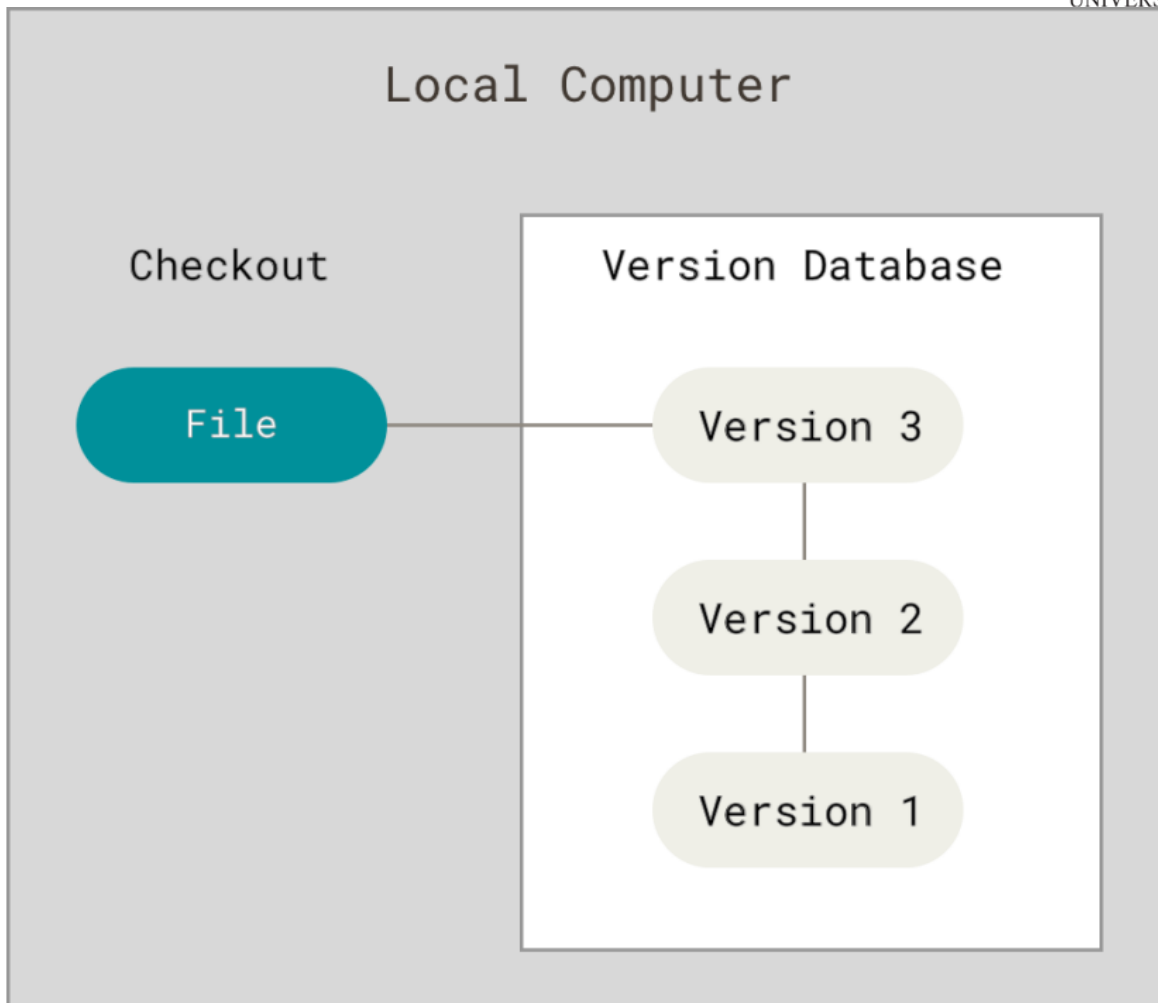 Local Computer
Checkout
Version Database
File
Version 3
Version 2
Version 1